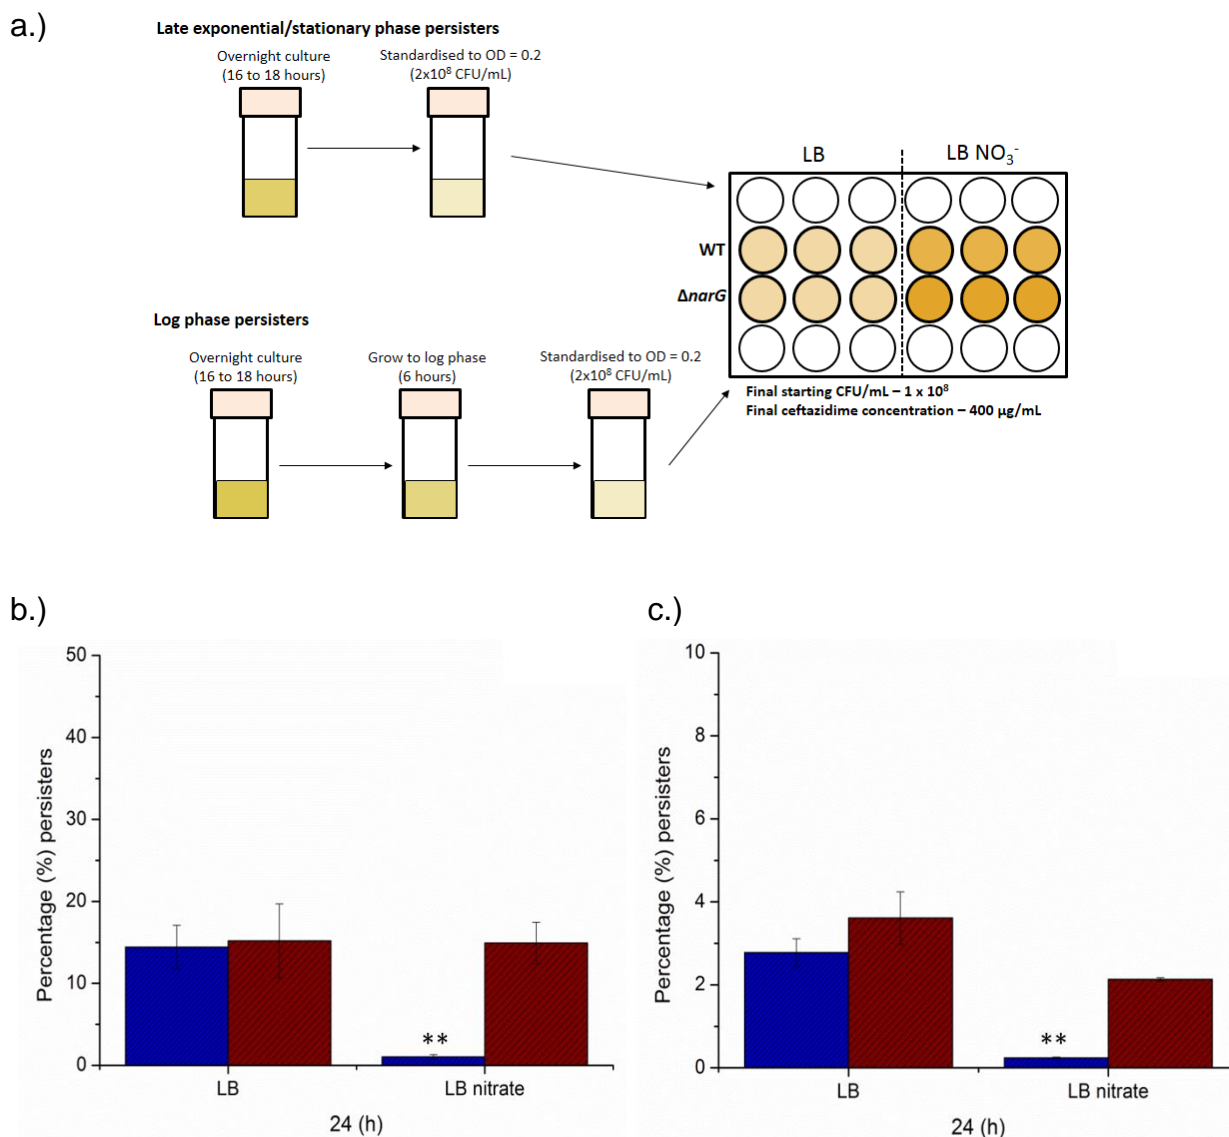 a.)
Late exponential/stationary phase persisters
Overnight culture
(16 to 18 hours)
Standardised to OD = 0.2
(2x10⁸ CFU/mL)
LB
LB NO₃⁻
WT
ΔnarG
Log phase persisters
Overnight culture
(16 to 18 hours)
Grow to log phase
(6 hours)
Standardised to OD = 0.2
(2x10⁸ CFU/mL)
Final starting CFU/mL – 1 x 10⁸
Final ceftazidime concentration – 400 µg/mL
b.)
Percentage (%) persisters
50
40
30
20
10
0
**
LB
LB nitrate
24 (h)
c.)
Percentage (%) persisters
10
8
6
4
2
0
**
LB
LB nitrate
24 (h)